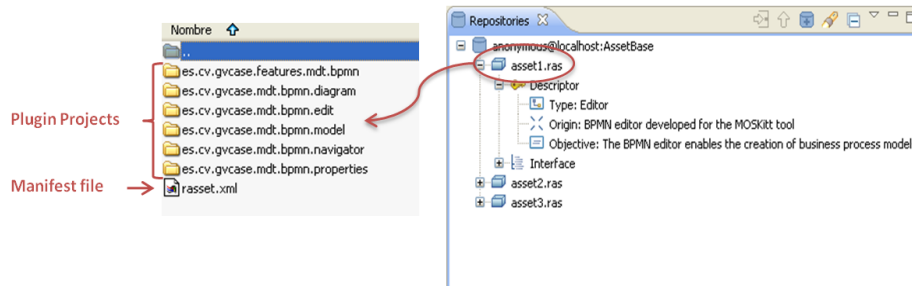 Nombre
..
es.cv.gvcase.features.mdt.bpmn
es.cv.gvcase.mdt.bpmn.diagram
es.cv.gvcase.mdt.bpmn.edit
es.cv.gvcase.mdt.bpmn.model
es.cv.gvcase.mdt.bpmn.navigator
es.cv.gvcase.mdt.bpmn.properties
rasset.xml
Plugin Projects
Manifest file
Repositories
anonymous@localhost:AssetBase
asset1.ras
Descriptor
Type: Editor
Origin: BPMN editor developed for the MOSKitt tool
Objective: The BPMN editor enables the creation of business process model
Interface
asset2.ras
asset3.ras